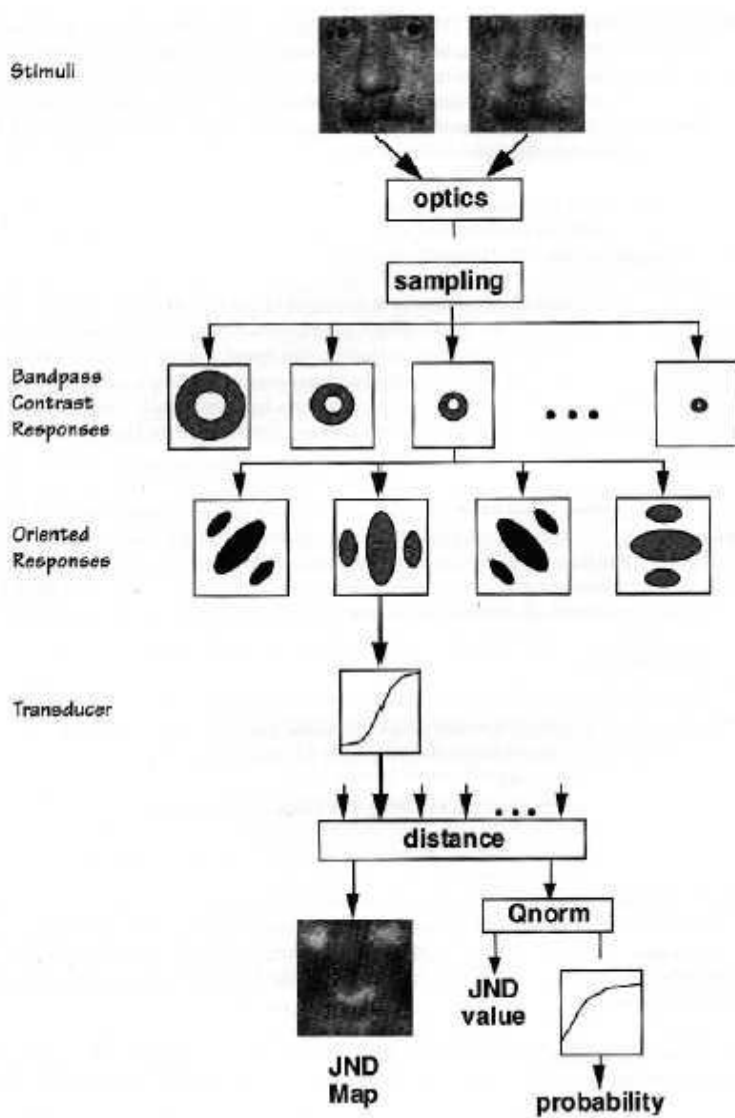 Stimuli
optics
sampling
Bandpass
Contrast
Responses
Oriented
Responses
Transducer
distance
Qnorm
JND
value
JND
Map
probability